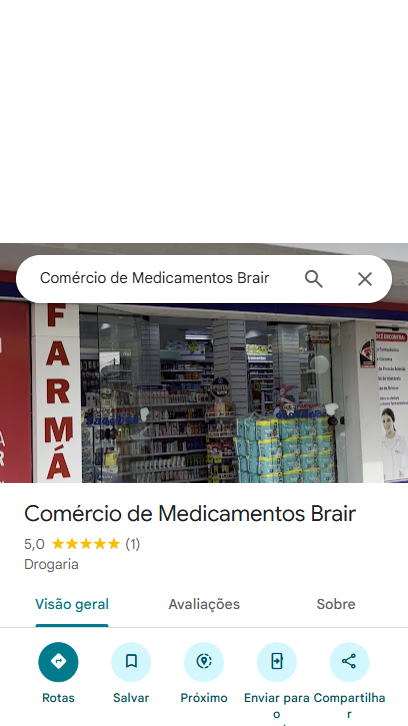 Comércio de Medicamentos Brair
FARMÁ
Comércio de Medicamentos Brair
5,0 (1)
Drogaria
Visão geral
Avaliações
Sobre
Rotas
Salvar
Próximo
Enviar para
o
Compartilha
r